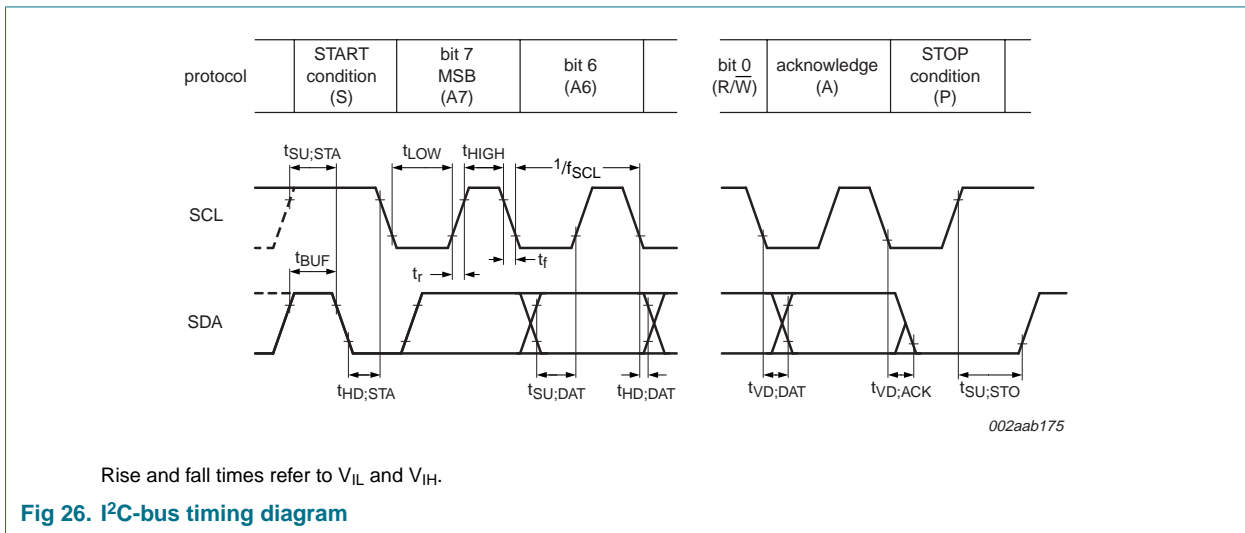 protocol
START
condition
(S)
bit 7
MSB
(A7)
bit 6
(A6)
bit 0
(R/W̅)
acknowledge
(A)
STOP
condition
(P)
tSU;STA
tLOW
tHIGH
1/fSCL
SCL
tBUF
tr
tf
SDA
tHD;STA
tSU;DAT
tHD;DAT
tVD;DAT
tVD;ACK
tSU;STO
002aab175
Rise and fall times refer to VIL and VIH.
Fig 26. I²C-bus timing diagram